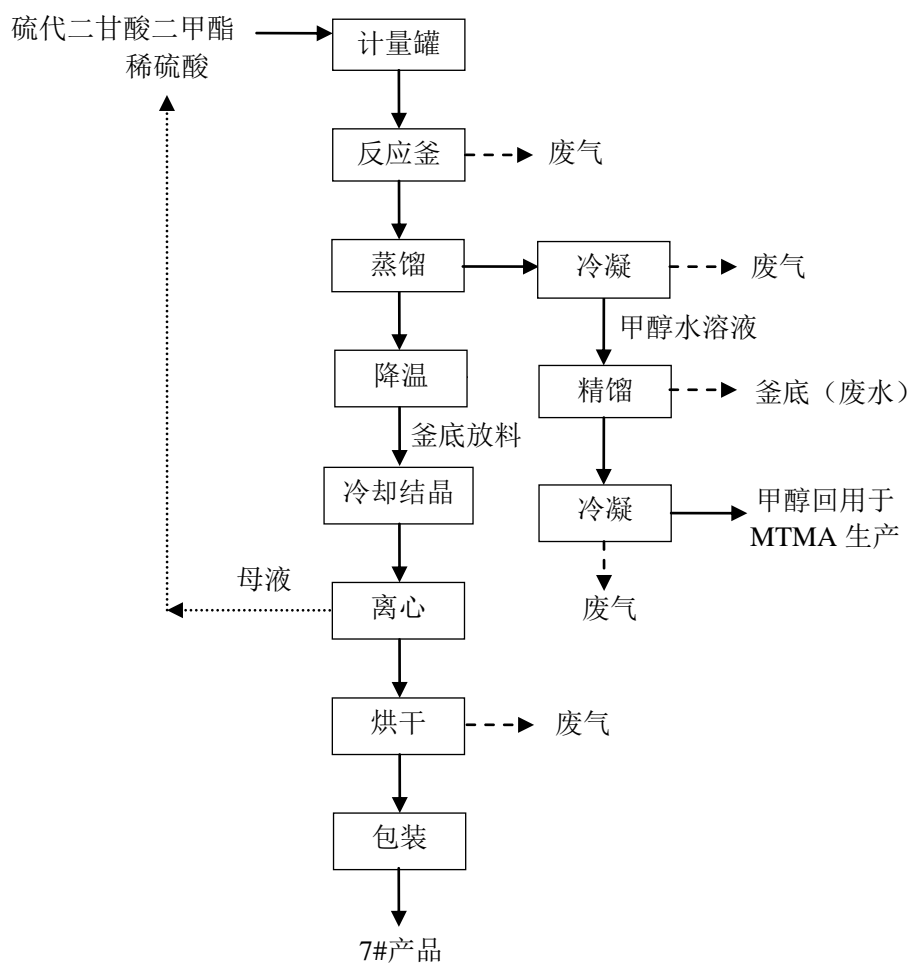 硫代二甘酸二甲酯
稀硫酸
计量罐
反应釜
废气
蒸馏
冷凝
废气
甲醇水溶液
降温
精馏
釜底（废水）
釜底放料
冷却结晶
冷凝
甲醇回用于
MTMA 生产
母液
离心
废气
烘干
废气
包装
7#产品